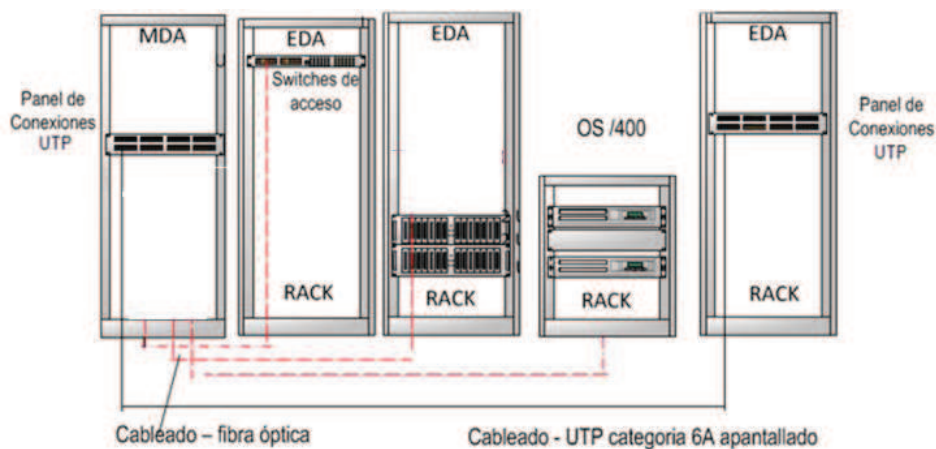 MDA
EDA
EDA
EDA
Switches de
acceso
Panel de
Conexiones
UTP
OS /400
Panel de
Conexiones
UTP
RACK
RACK
RACK
RACK
Cableado – fibra óptica
Cableado - UTP categoria 6A apantallado